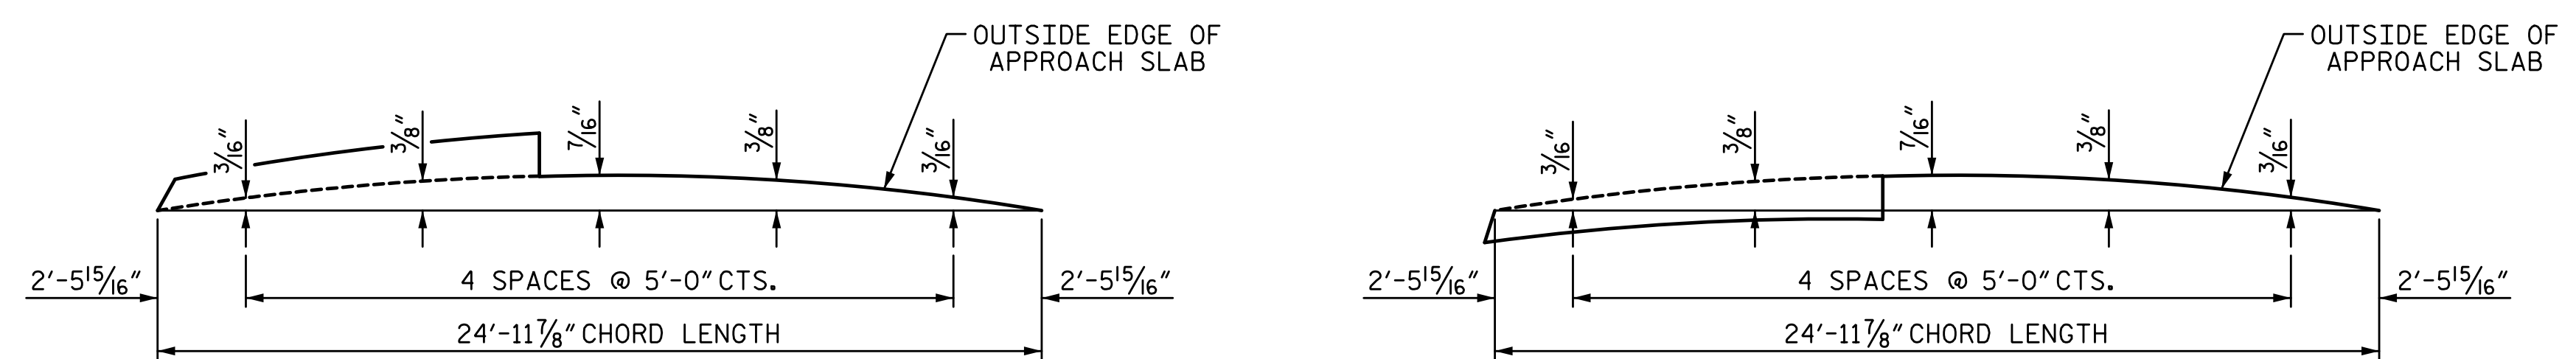 OUTSIDE EDGE OF
APPROACH SLAB
3/16"
3/8"
7/16"
3/8"
3/16"
2'-5 15/16"
4 SPACES @ 5'-0" CTS.
2'-5 15/16"
24'-11 7/8" CHORD LENGTH
OUTSIDE EDGE OF
APPROACH SLAB
3/16"
3/8"
7/16"
3/8"
3/16"
2'-5 15/16"
4 SPACES @ 5'-0" CTS.
2'-5 15/16"
24'-11 7/8" CHORD LENGTH